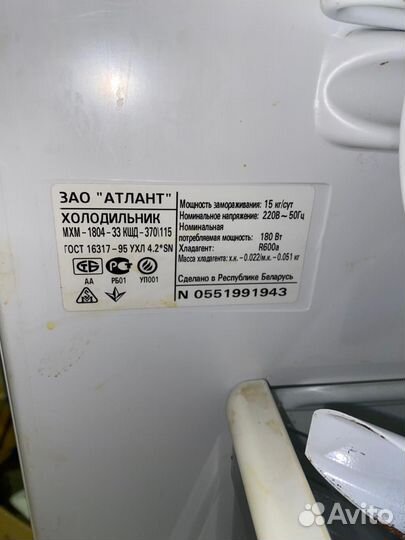 ЗАО "АТЛАНТ"
ХОЛОДИЛЬНИК
МХМ-1804-33 КШД-370|115
ГОСТ 16317-95 УХЛ 4.2*SN
АА РБ01 УП001
Мощность замораживания: 15 кг/сут
Номинальное напряжение: 220В~50Гц
Номинальная
потребляемая мощность: 180 Вт
Хладагент: R600a
Масса хладагента: х.к.-0.022/м.к.-0.051 кг
Сделано в Республике Беларусь
N 0551991943
Avito